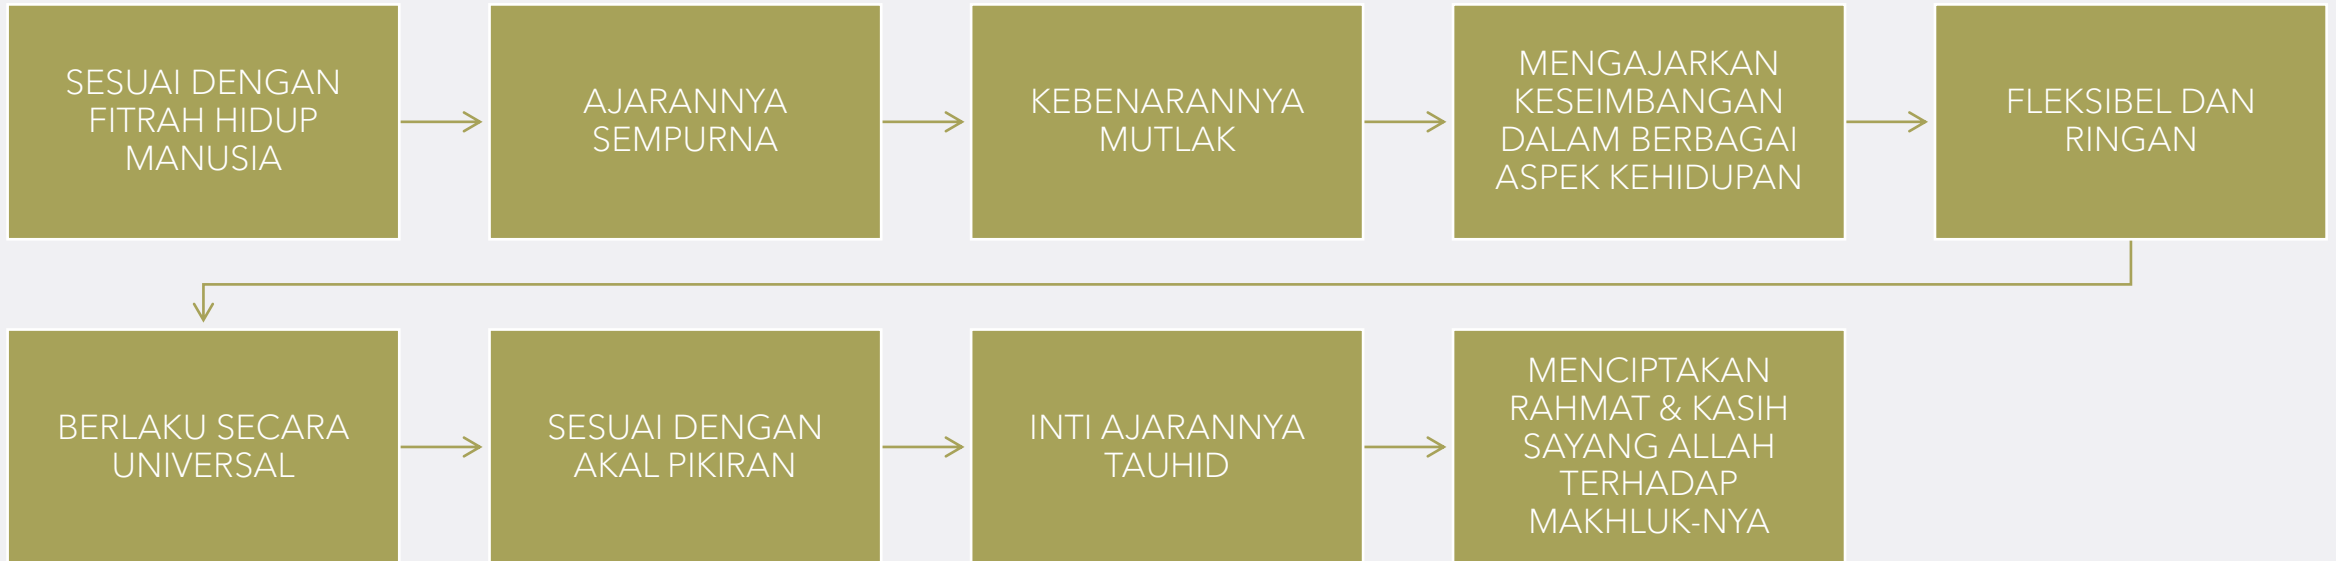 SESUAI DENGAN
FITRAH HIDUP
MANUSIA
AJARANNYA
SEMPURNA
KEBENARANNYA
MUTLAK
MENGAJARKAN
KESEIMBANGAN
DALAM BERBAGAI
ASPEK KEHIDUPAN
FLEKSIBEL DAN
RINGAN
BERLAKU SECARA
UNIVERSAL
SESUAI DENGAN
AKAL PIKIRAN
INTI AJARANNYA
TAUHID
MENCIPTAKAN
RAHMAT & KASIH
SAYANG ALLAH
TERHADAP
MAKHLUK-NYA